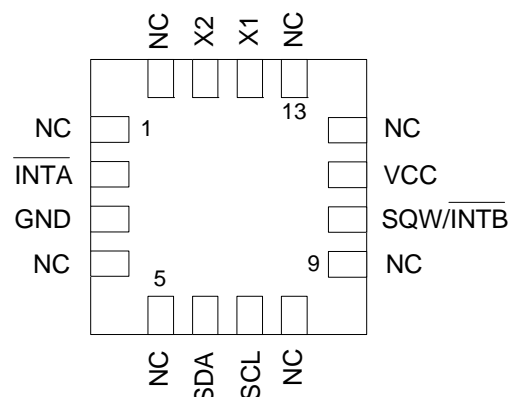 NC X2 X1 NC
13
NC 1 NC
INTA VCC
GND SQW/INTB
NC 9 NC
5
NC SDA SCL NC